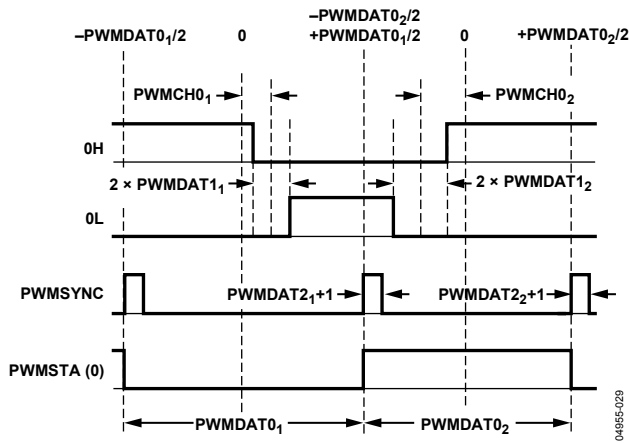 –PWMDAT0₂/2
–PWMDAT0₁/2 0 +PWMDAT0₁/2 0 +PWMDAT0₂/2
PWMCH0₁ PWMCH0₂
0H
2 × PWMDAT1₁ 2 × PWMDAT1₂
0L
PWMSYNC PWMDAT2₁+1 PWMDAT2₂+1
PWMSTA (0)
PWMDAT0₁ PWMDAT0₂
04955-029